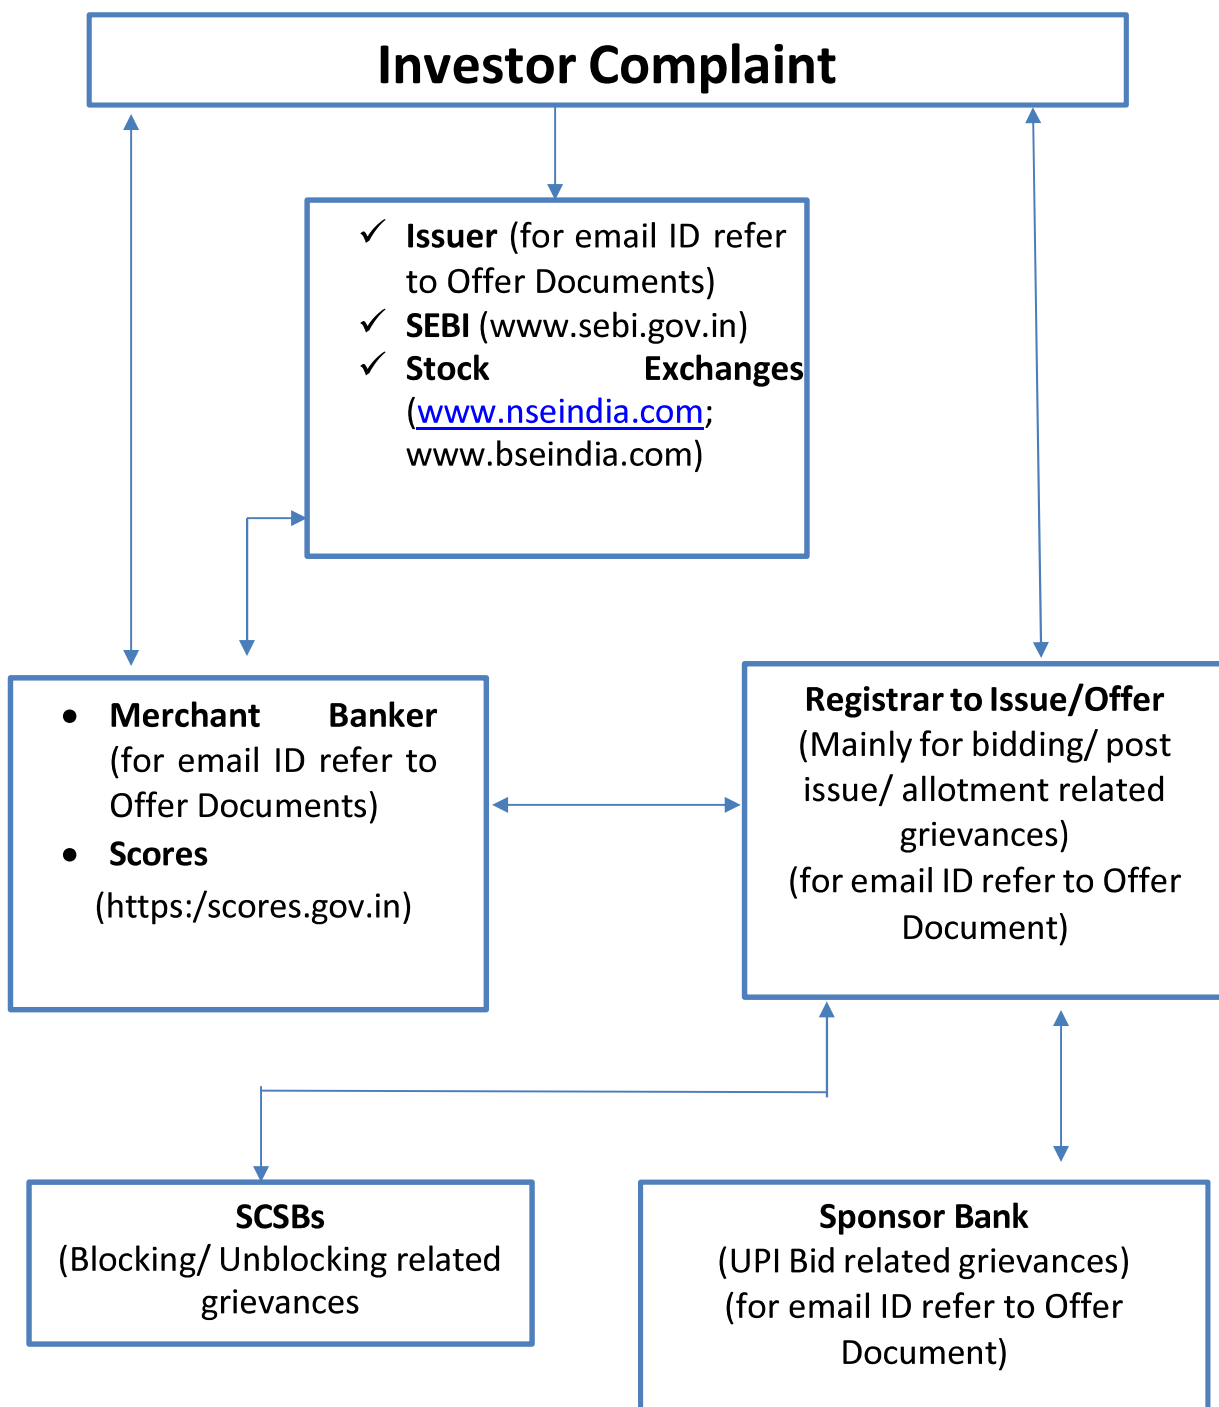 Investor Complaint
✓ Issuer (for email ID refer
to Offer Documents)
✓ SEBI (www.sebi.gov.in)
✓ Stock Exchanges
(www.nseindia.com;
www.bseindia.com)
• Merchant Banker
(for email ID refer to
Offer Documents)
• Scores
(https:/scores.gov.in)
Registrar to Issue/Offer
(Mainly for bidding/ post
issue/ allotment related
grievances)
(for email ID refer to Offer
Document)
SCSBs
(Blocking/ Unblocking related
grievances
Sponsor Bank
(UPI Bid related grievances)
(for email ID refer to Offer
Document)